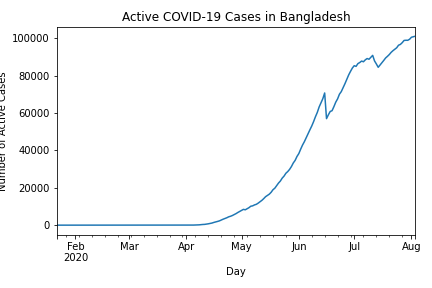 Active COVID-19 Cases in Bangladesh
Number of Active Cases
100000
80000
60000
40000
20000
0
Feb Mar Apr May Jun Jul Aug
2020
Day